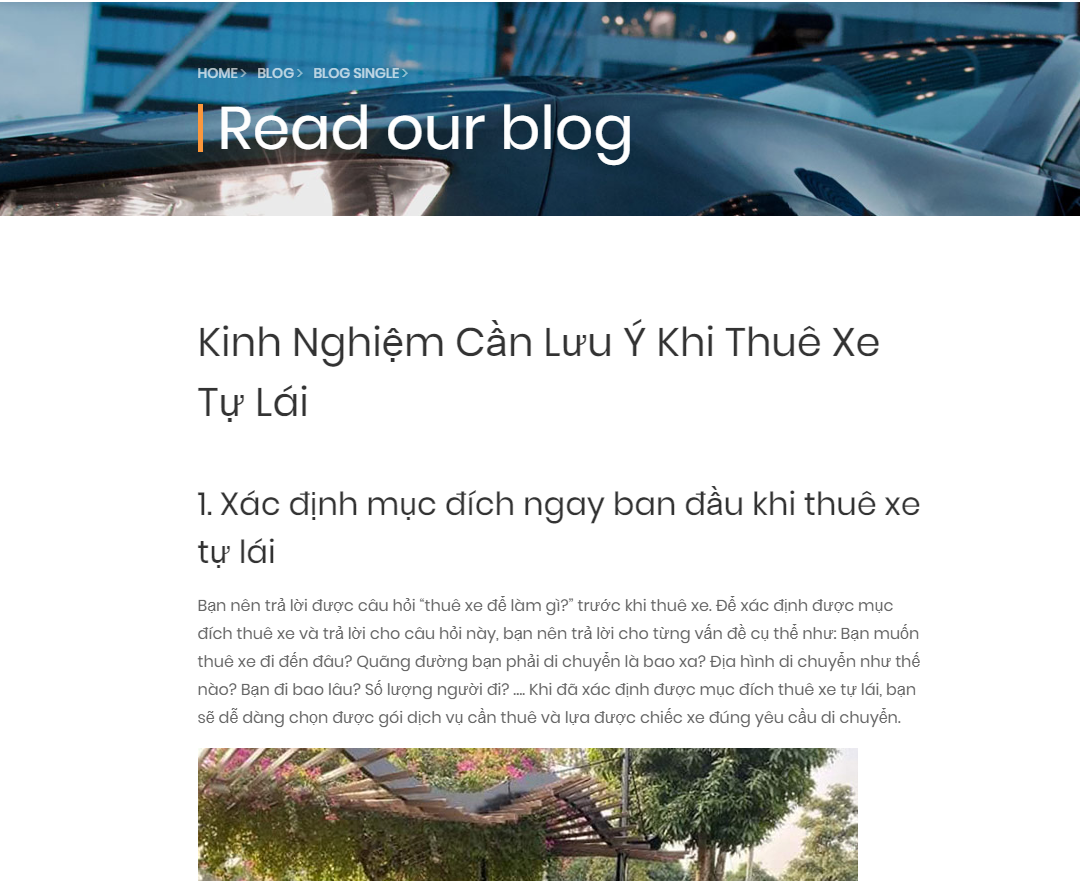 HOME > BLOG > BLOG SINGLE >
Read our blog
Kinh Nghiệm Cần Lưu Ý Khi Thuê Xe
Tự Lái
1. Xác định mục đích ngay ban đầu khi thuê xe
tự lái
Bạn nên trả lời được câu hỏi “thuê xe để làm gì?” trước khi thuê xe. Để xác định được mục
đích thuê xe và trả lời cho câu hỏi này, bạn nên trả lời cho từng vấn đề cụ thể như: Bạn muốn
thuê xe đi đến đâu? Quãng đường bạn phải di chuyển là bao xa? Địa hình di chuyển như thế
nào? Bạn đi bao lâu? Số lượng người đi? .... Khi đã xác định được mục đích thuê xe tự lái, bạn
sẽ dễ dàng chọn được gói dịch vụ cần thuê và lựa được chiếc xe đúng yêu cầu di chuyển.